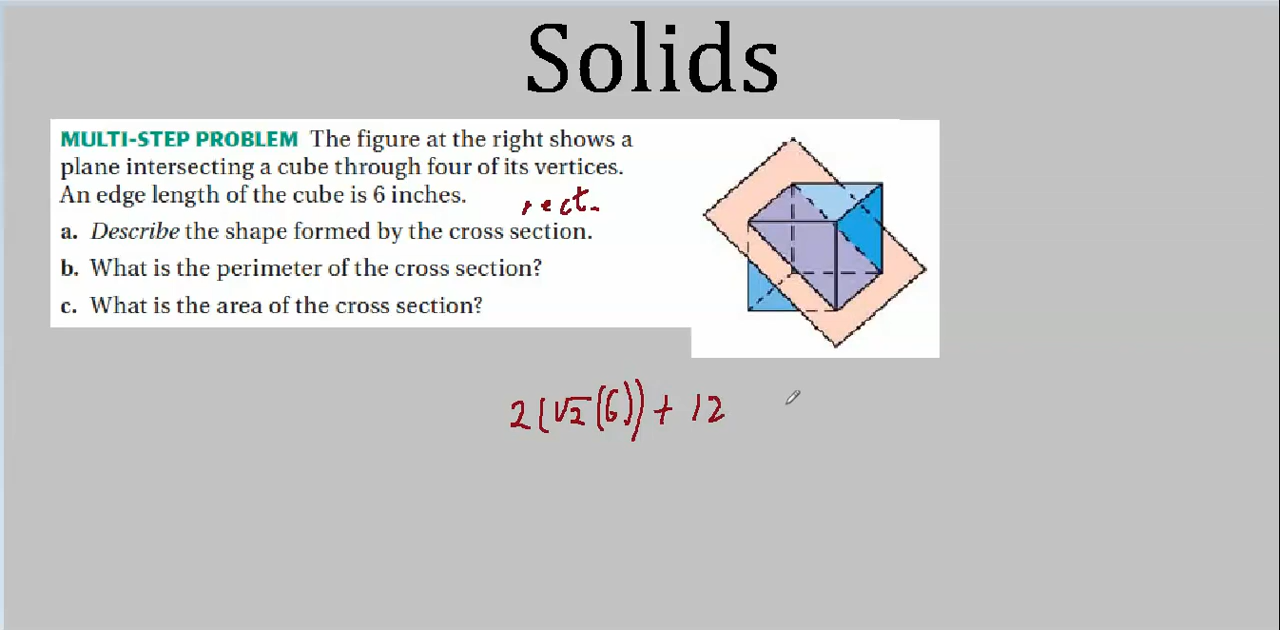 Solids
MULTI-STEP PROBLEM The figure at the right shows a
plane intersecting a cube through four of its vertices.
An edge length of the cube is 6 inches.
rect.
a. Describe the shape formed by the cross section.
b. What is the perimeter of the cross section?
c. What is the area of the cross section?
2(√2(6))+12